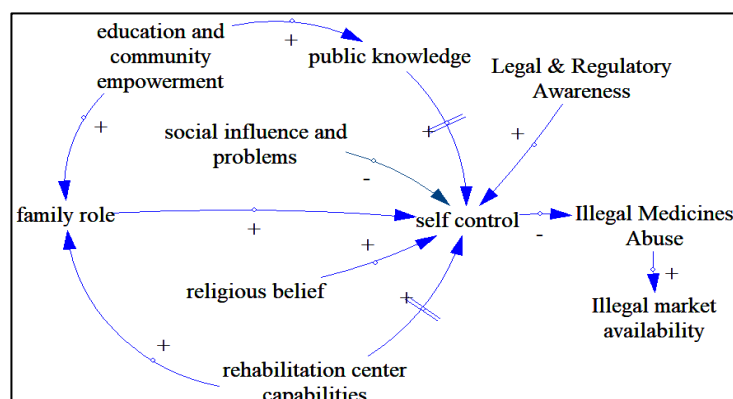 education and
community
empowerment
+
public knowledge
Legal & Regulatory
Awareness
+
+
+
social influence and
problems
-
family role
+
self control
-
Illegal Medicines
Abuse
+
religious belief
+
+
Illegal market
availability
+
rehabilitation center
capabilities